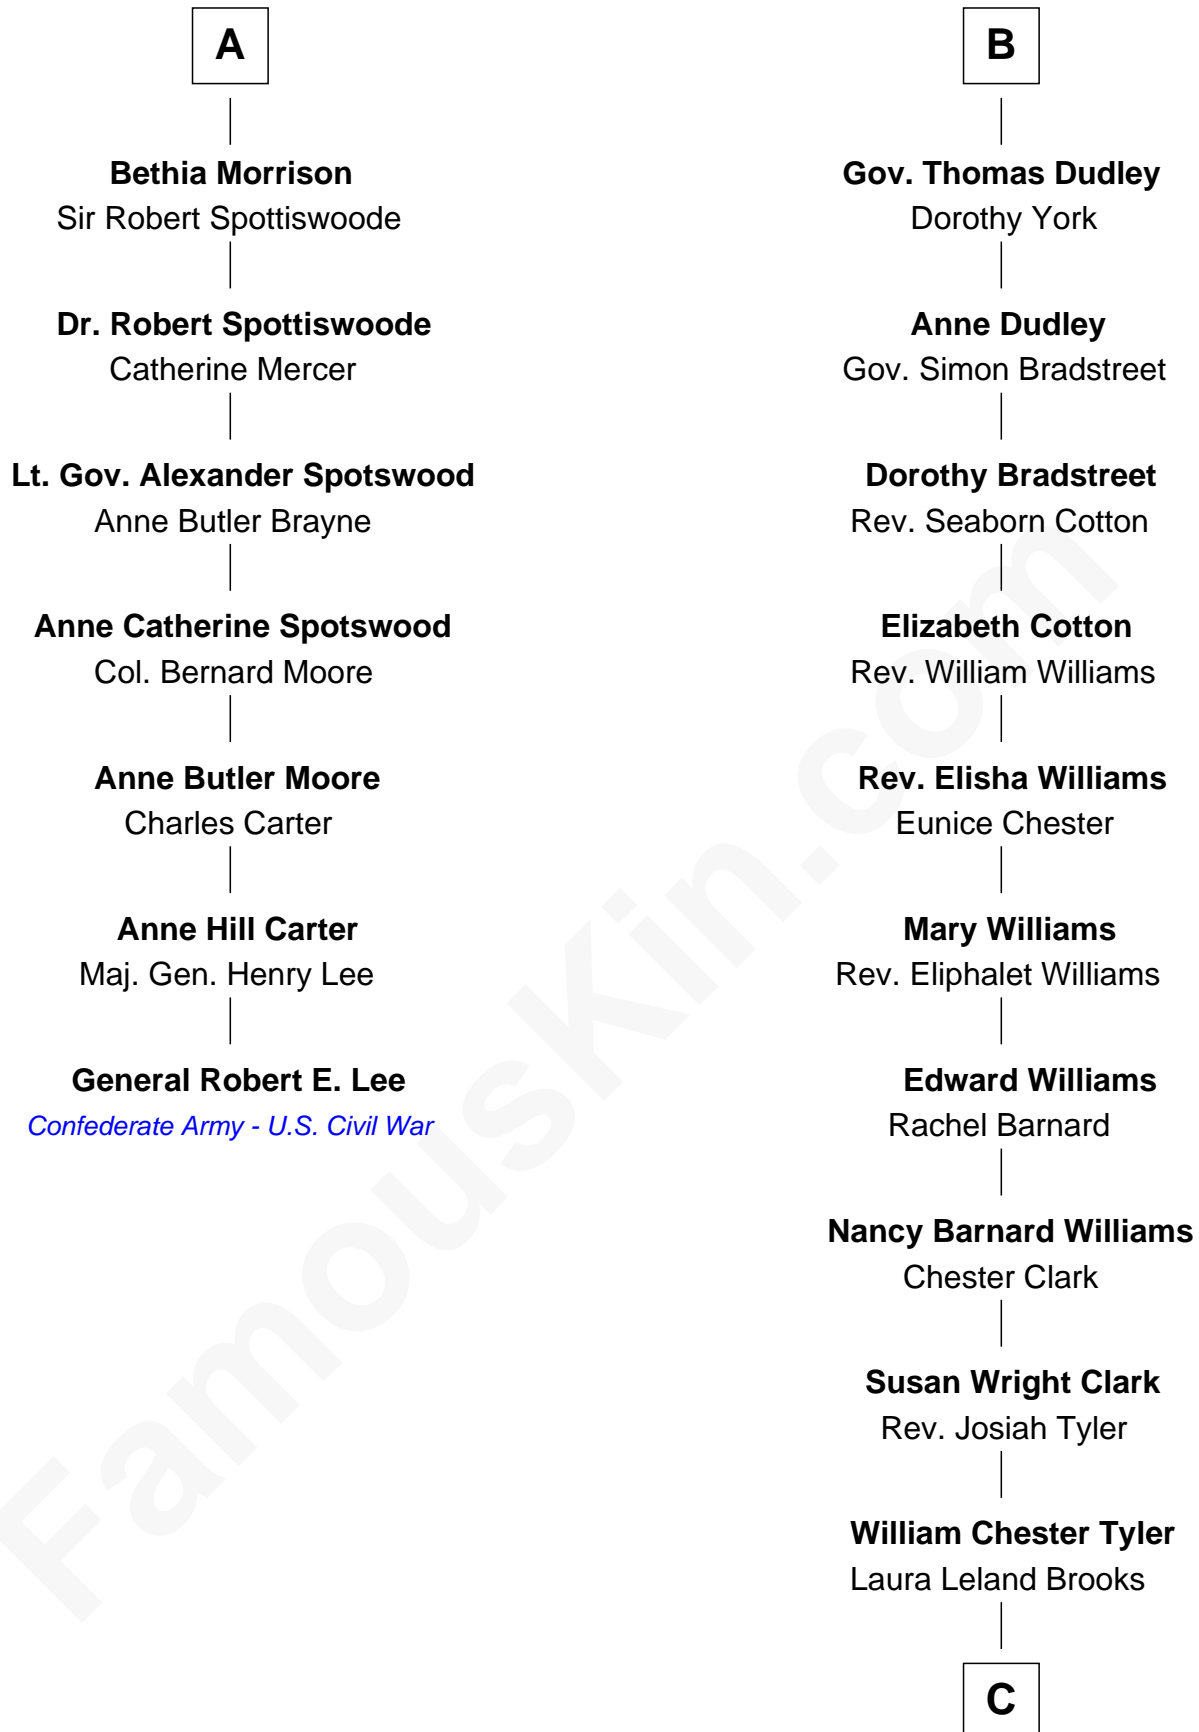 A
Bethia Morrison
Sir Robert Spottiswoode
Dr. Robert Spottiswoode
Catherine Mercer
Lt. Gov. Alexander Spotswood
Anne Butler Brayne
Anne Catherine Spotswood
Col. Bernard Moore
Anne Butler Moore
Charles Carter
Anne Hill Carter
Maj. Gen. Henry Lee
General Robert E. Lee
Confederate Army - U.S. Civil War
B
Gov. Thomas Dudley
Dorothy York
Anne Dudley
Gov. Simon Bradstreet
Dorothy Bradstreet
Rev. Seaborn Cotton
Elizabeth Cotton
Rev. William Williams
Rev. Elisha Williams
Eunice Chester
Mary Williams
Rev. Eliphalet Williams
Edward Williams
Rachel Barnard
Nancy Barnard Williams
Chester Clark
Susan Wright Clark
Rev. Josiah Tyler
William Chester Tyler
Laura Leland Brooks
C
FamousKin.com